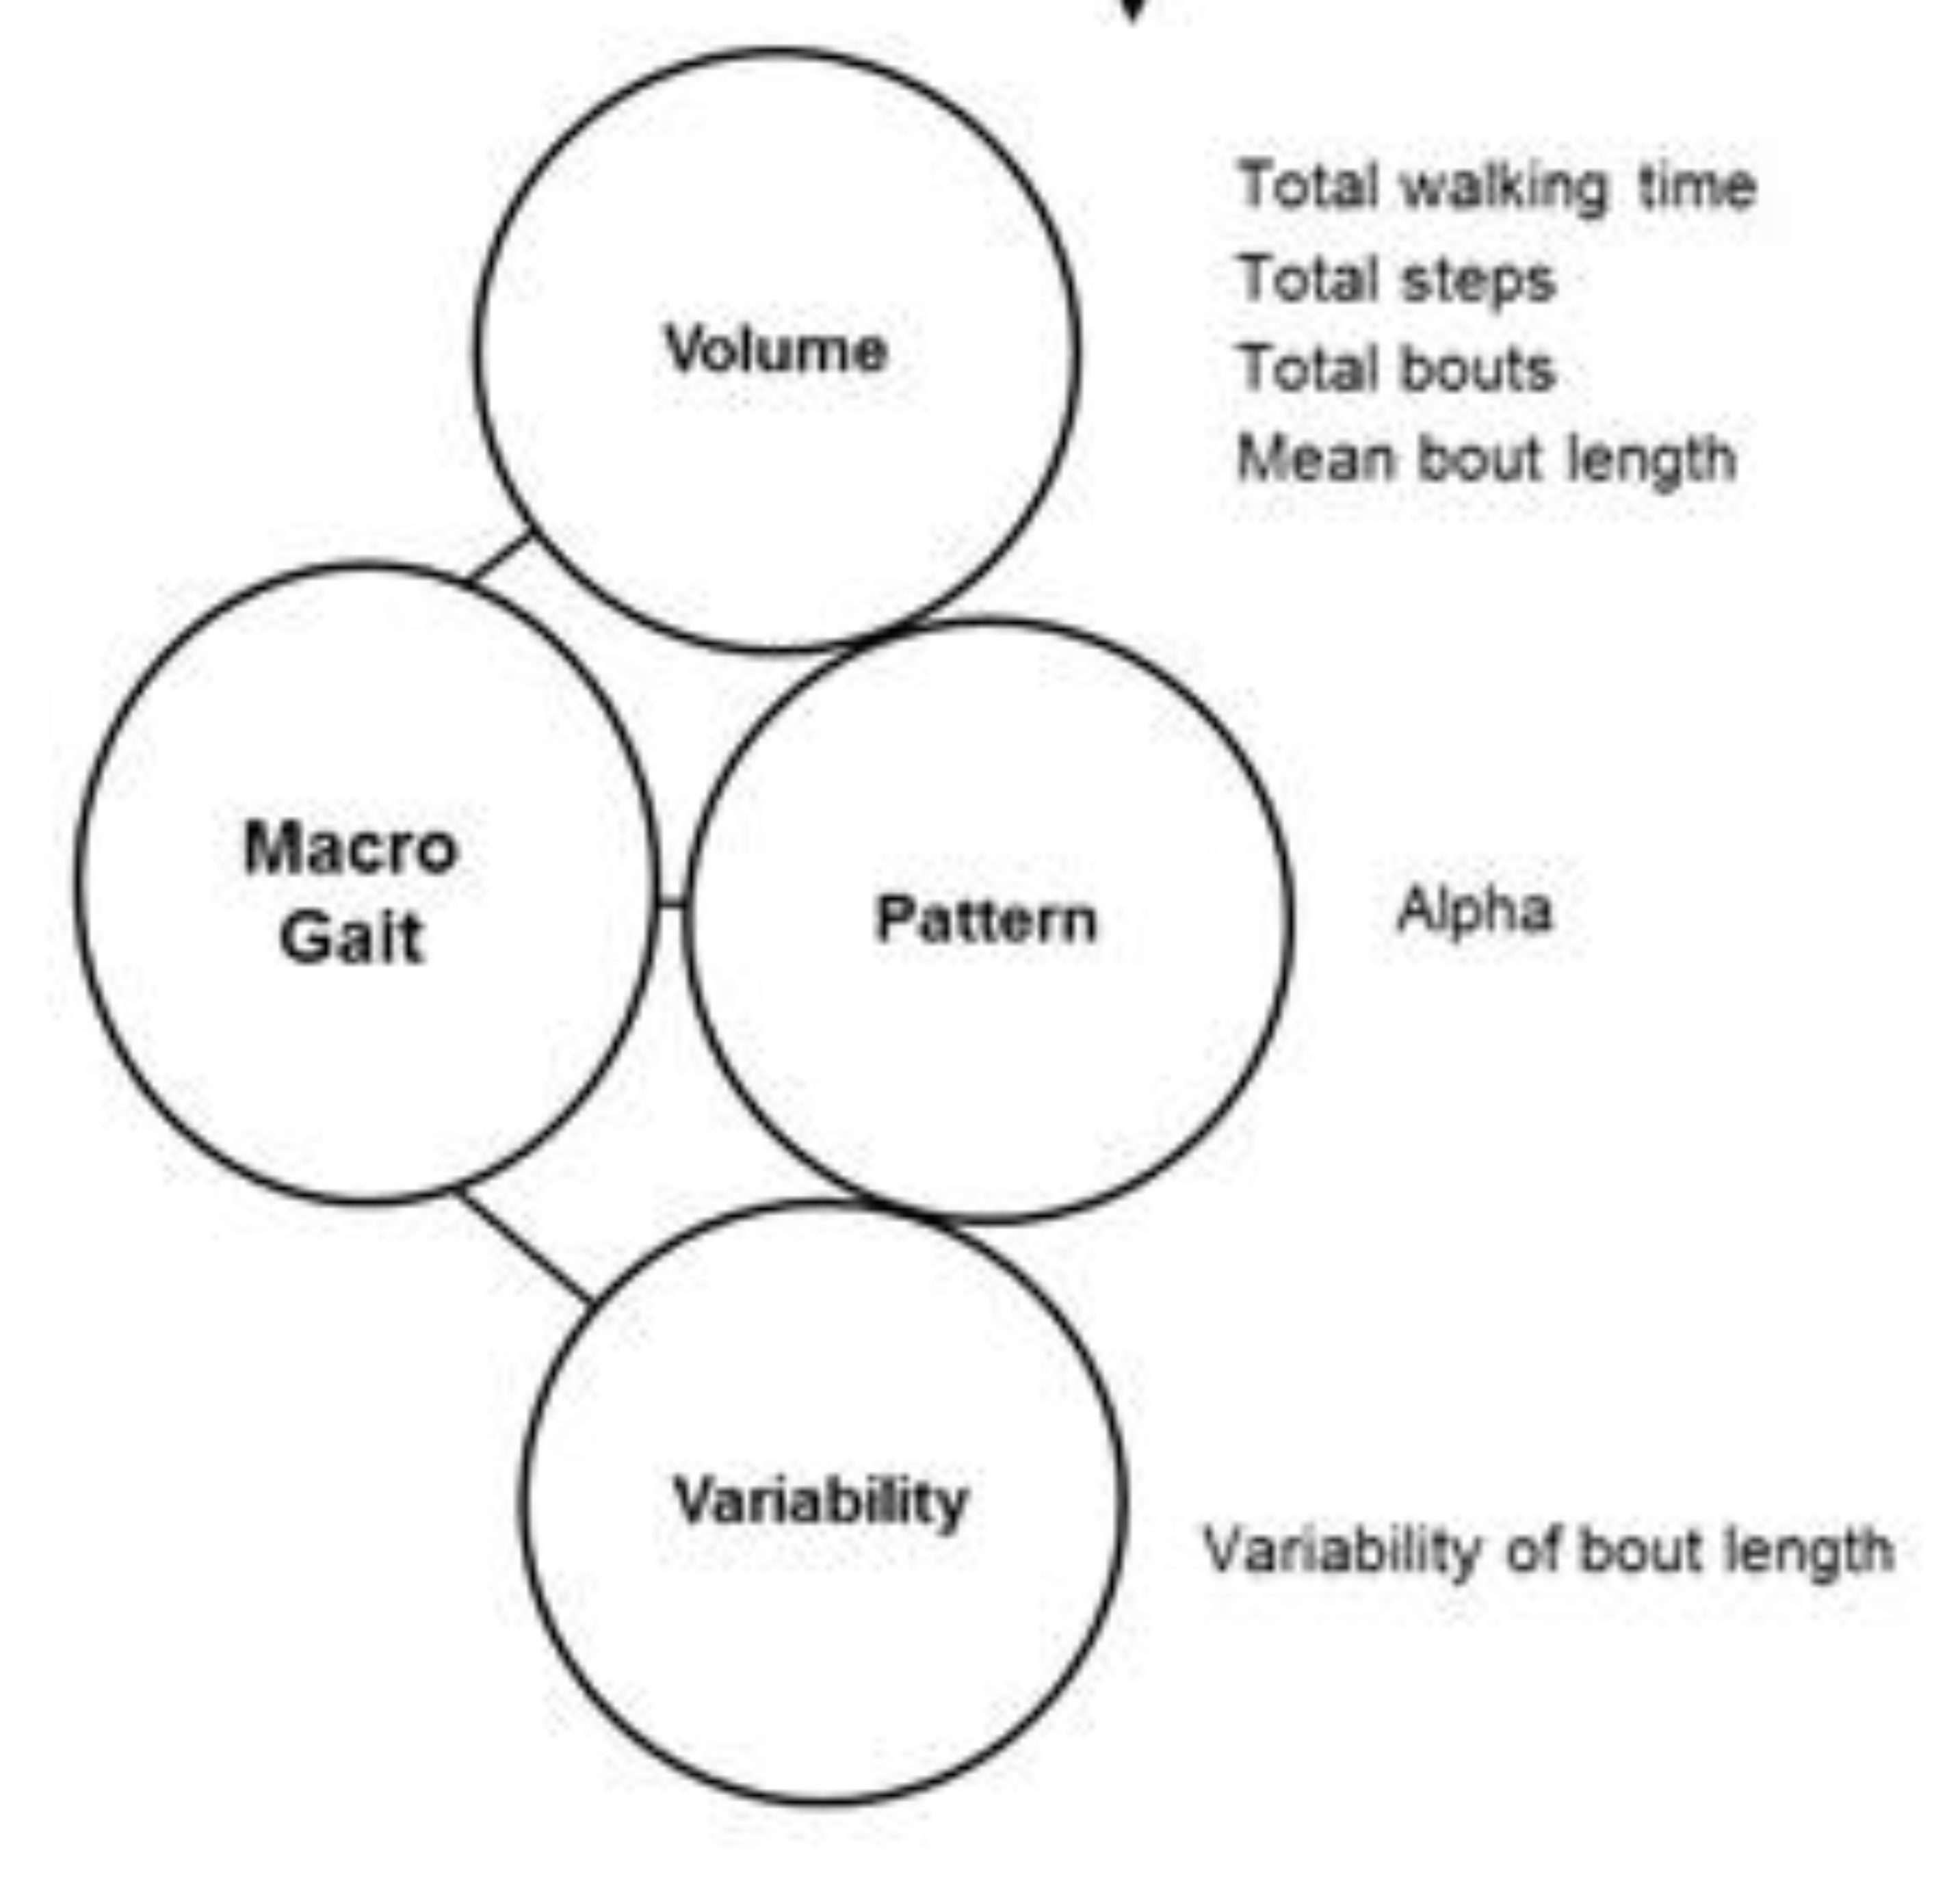 Total walking time
Total steps
Volume
Total bouts
Mean bout length
Macro
Gait
Pattern
Alpha
Variability
Variability of bout length